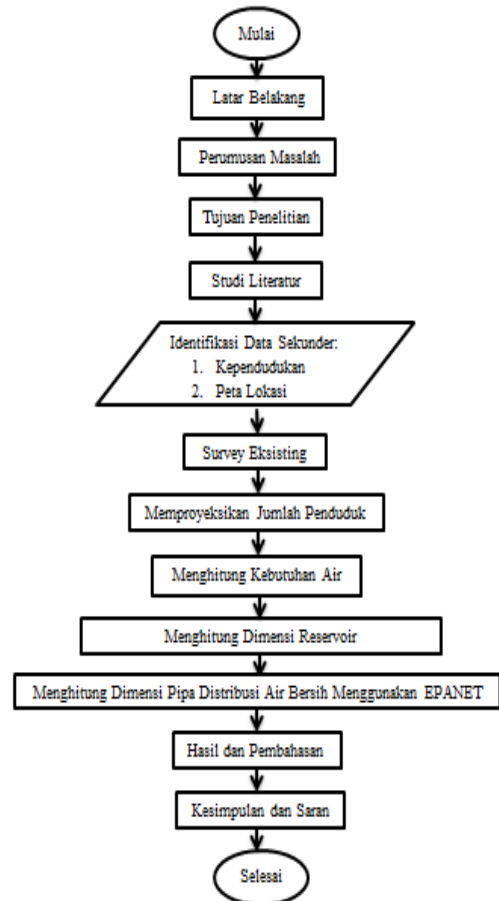 Mulai
Latar Belakang
Perumusan Masalah
Tujuan Penelitian
Studi Literatur
Identifikasi Data Sekunder:
1. Kependudukan
2. Peta Lokasi
Survey Eksisting
Memproyeksikan Jumlah Penduduk
Menghitung Kebutuhan Air
Menghitung Dimensi Reservoir
Menghitung Dimensi Pipa Distribusi Air Bersih Menggunakan EPANET
Hasil dan Pembahasan
Kesimpulan dan Saran
Selesai